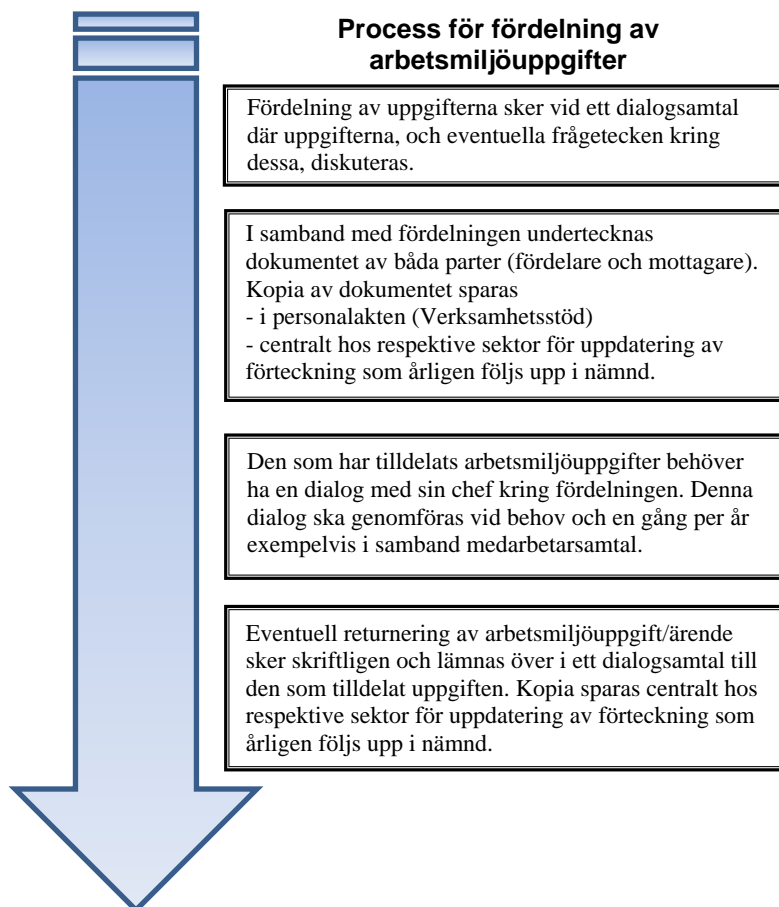 Process för fördelning av
arbetsmiljöuppgifter
Fördelning av uppgifterna sker vid ett dialogsamtal
där uppgifterna, och eventuella frågetecken kring
dessa, diskuteras.
I samband med fördelningen undertecknas
dokumentet av båda parter (fördelare och mottagare).
Kopia av dokumentet sparas
- i personalakten (Verksamhetsstöd)
- centralt hos respektive sektor för uppdatering av
förteckning som årligen följs upp i nämnd.
Den som har tilldelats arbetsmiljöuppgifter behöver
ha en dialog med sin chef kring fördelningen. Denna
dialog ska genomföras vid behov och en gång per år
exempelvis i samband medarbetarsamtal.
Eventuell returnering av arbetsmiljöuppgift/ärende
sker skriftligen och lämnas över i ett dialogsamtal till
den som tilldelat uppgiften. Kopia sparas centralt hos
respektive sektor för uppdatering av förteckning som
årligen följs upp i nämnd.